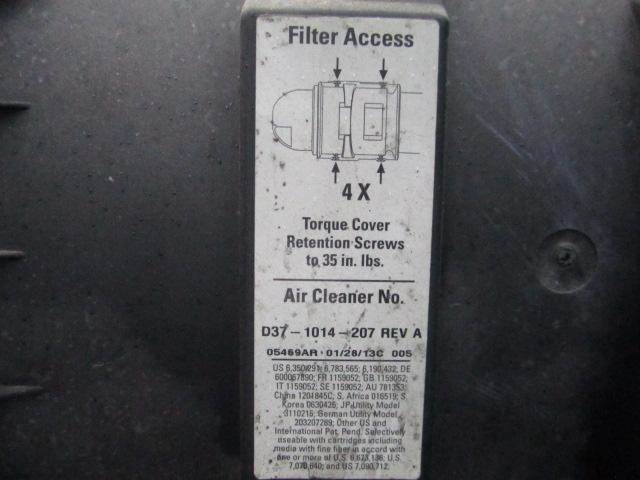 Filter Access
4 X
Torque Cover
Retention Screws
to 35 in. lbs.
Air Cleaner No.
D37-1014-207 REV A
05469AR · 01/28/13C 005
US 6,350,291; 6,783,565; 6,190,432; DE
600067890; FR 1159052; GB 1159052;
IT 1159052; SE 1159052; AU 781353;
China 1201845C; S. Africa 016519; S.
Korea 0630426; JP Utility Model
3110215; German Utility Model
203207289; Other US and
International Pat. Pend. Selectively
useable with cartridges including
media with fine fiber in accord with
one or more of U.S. 6,673,136; U.S.
7,070,640; and US 7,090,712.